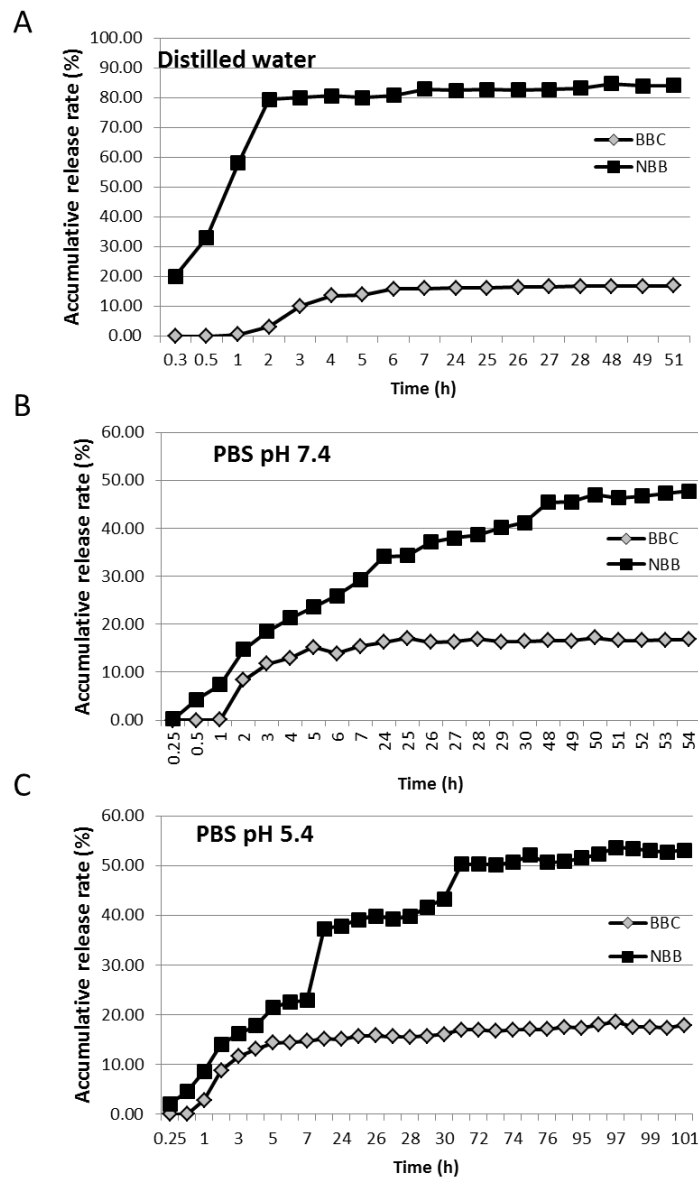 A
Distilled water
Accumulative release rate (%)
100.00
90.00
80.00
70.00
60.00
50.00
40.00
30.00
20.00
10.00
0.00
BBC
NBB
0.3 0.5 1 2 3 4 5 6 7 24 25 26 27 28 48 49 51
Time (h)
B
PBS pH 7.4
Accumulative release rate (%)
60.00
50.00
40.00
30.00
20.00
10.00
0.00
BBC
NBB
0.25 0.5 1 2 3 4 5 6 7 24 25 26 27 28 29 30 48 49 50 51 52 53 54
Time (h)
C
PBS pH 5.4
Accumulative release rate (%)
60.00
50.00
40.00
30.00
20.00
10.00
0.00
BBC
NBB
0.25 1 3 5 7 24 26 28 30 72 74 76 95 97 99 101
Time (h)